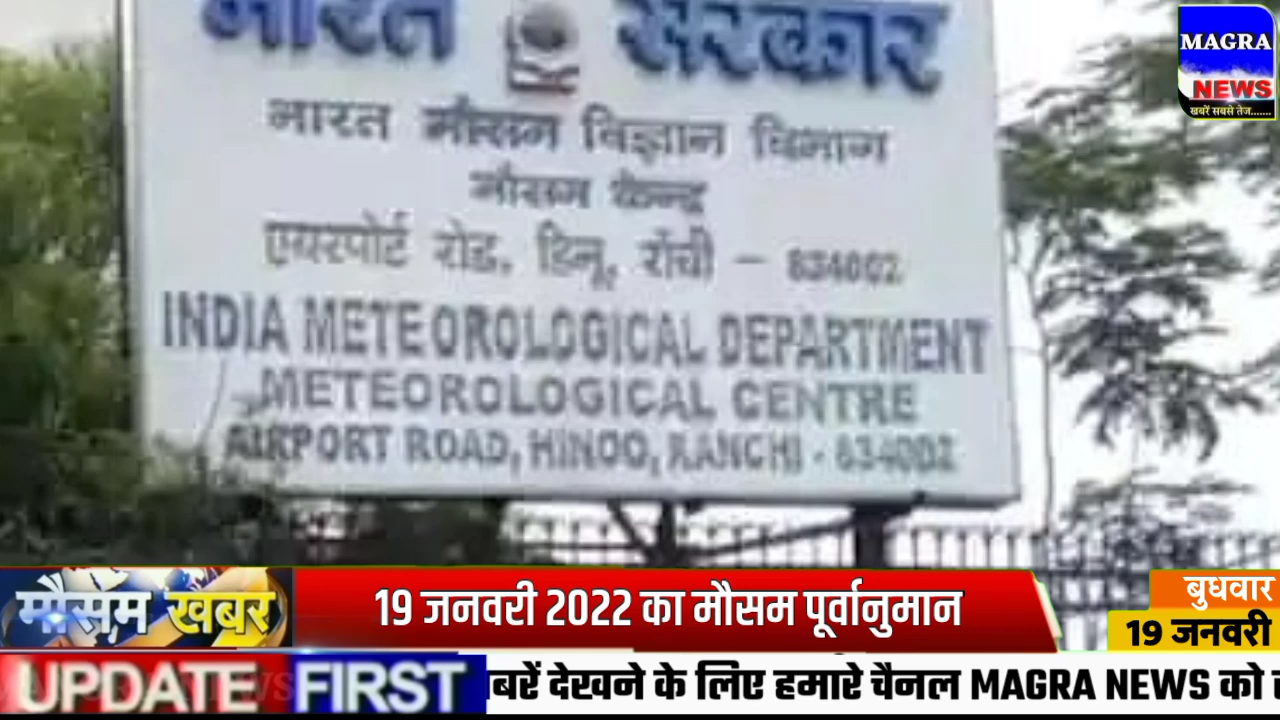 भारत सरकार
भारत मौसम विज्ञान विभाग
मौसम केन्द्र
एयरपोर्ट रोड, हिनू, राँची - 834002
INDIA METEOROLOGICAL DEPARTMENT
METEOROLOGICAL CENTRE
AIRPORT ROAD, HINOO, RANCHI - 834002
MAGRA
NEWS
खबरें सबसे तेज.......
मौसम खबर
19 जनवरी 2022 का मौसम पूर्वानुमान
बुधवार
19 जनवरी
UPDATE FIRST
देखने के लिए हमारे चैनल MAGRA NEWS को